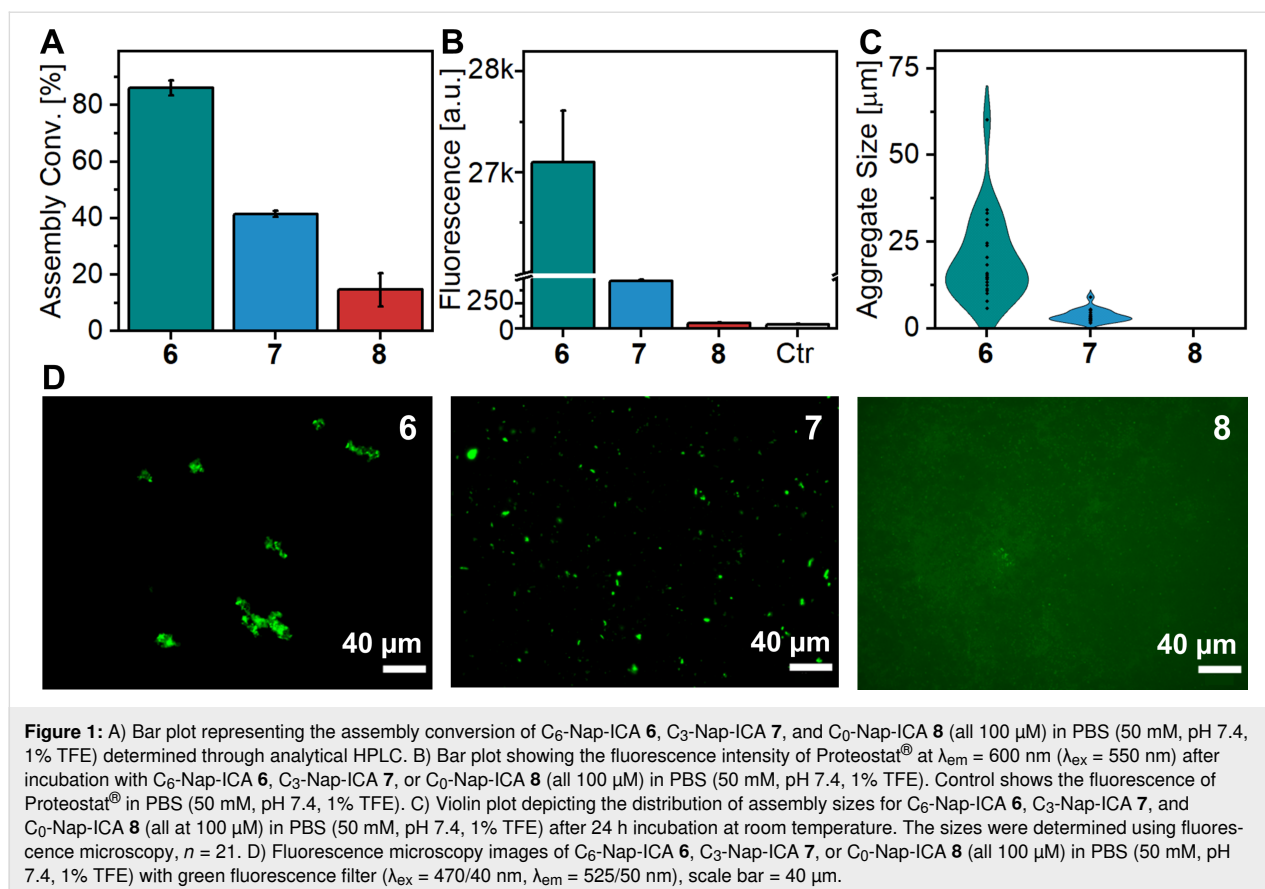 A
Assembly Conv. [%]
80
60
40
20
0
6 7 8
B
Fluorescence [a.u.]
28k
27k
250
0
6 7 8 Ctr
C
Aggregate Size [μm]
75
50
25
0
6 7 8
D
6
40 μm
7
40 μm
8
40 μm
Figure 1: A) Bar plot representing the assembly conversion of C₆-Nap-ICA 6, C₃-Nap-ICA 7, and C₀-Nap-ICA 8 (all 100 μM) in PBS (50 mM, pH 7.4,
1% TFE) determined through analytical HPLC. B) Bar plot showing the fluorescence intensity of Proteostat® at λem = 600 nm (λex = 550 nm) after
incubation with C₆-Nap-ICA 6, C₃-Nap-ICA 7, or C₀-Nap-ICA 8 (all 100 μM) in PBS (50 mM, pH 7.4, 1% TFE). Control shows the fluorescence of
Proteostat® in PBS (50 mM, pH 7.4, 1% TFE). C) Violin plot depicting the distribution of assembly sizes for C₆-Nap-ICA 6, C₃-Nap-ICA 7, and
C₀-Nap-ICA 8 (all at 100 μM) in PBS (50 mM, pH 7.4, 1% TFE) after 24 h incubation at room temperature. The sizes were determined using fluores-
cence microscopy, n = 21. D) Fluorescence microscopy images of C₆-Nap-ICA 6, C₃-Nap-ICA 7, or C₀-Nap-ICA 8 (all 100 μM) in PBS (50 mM, pH
7.4, 1% TFE) with green fluorescence filter (λex = 470/40 nm, λem = 525/50 nm), scale bar = 40 μm.